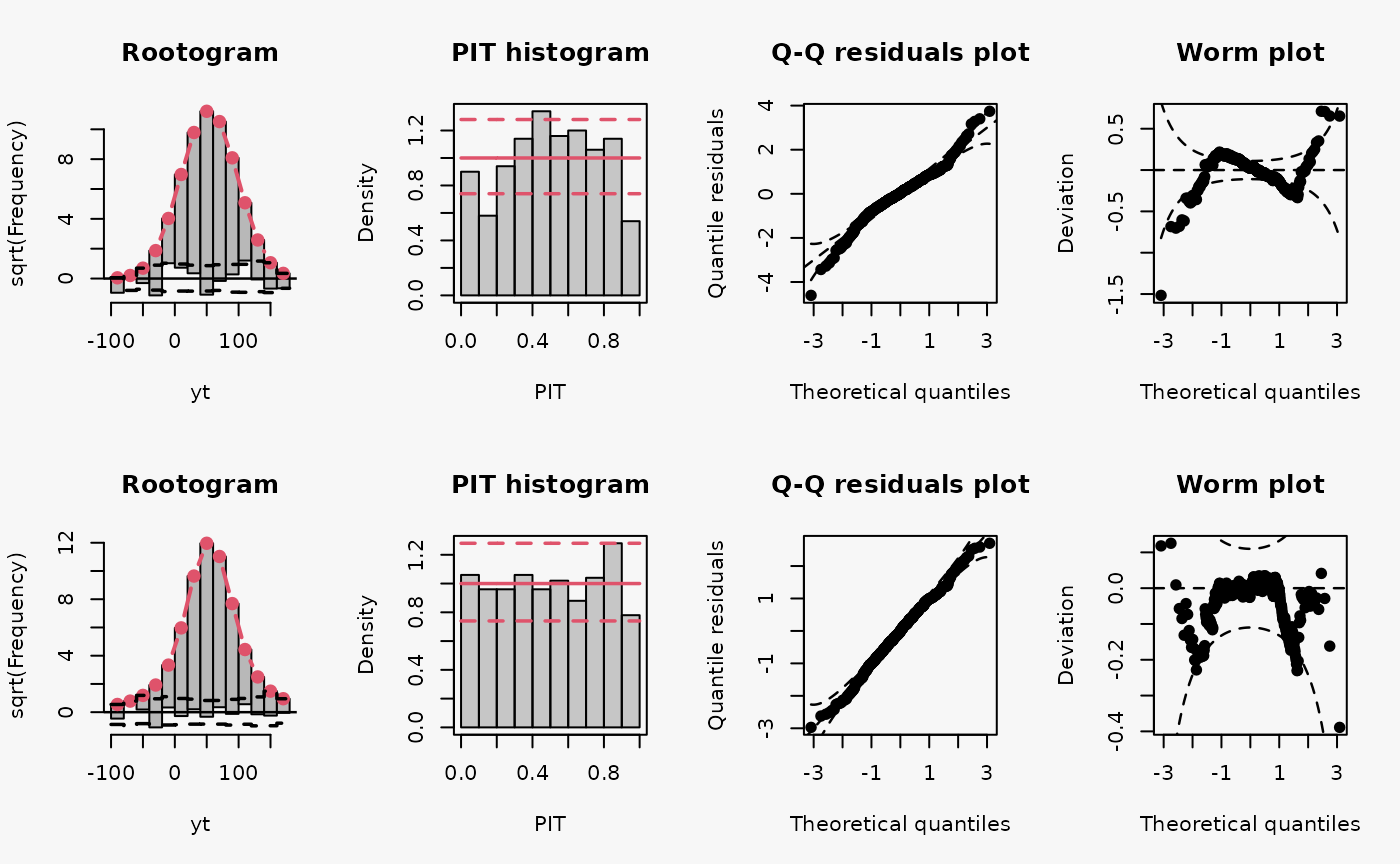 Rootogram
sqrt(Frequency)
0 4 8
-100 0 100
yt
PIT histogram
Density
0.0 0.4 0.8 1.2
0.0 0.4 0.8
PIT
Q-Q residuals plot
Quantile residuals
-4 -2 0 2 4
-3 -1 1 3
Theoretical quantiles
Worm plot
Deviation
-1.5 -0.5 0.5
-3 -1 1 3
Theoretical quantiles
Rootogram
sqrt(Frequency)
0 4 8 12
-100 0 100
yt
PIT histogram
Density
0.0 0.4 0.8 1.2
0.0 0.4 0.8
PIT
Q-Q residuals plot
Quantile residuals
-3 -1 1
-3 -1 1 3
Theoretical quantiles
Worm plot
Deviation
-0.4 -0.2 0.0
-3 -1 1 3
Theoretical quantiles